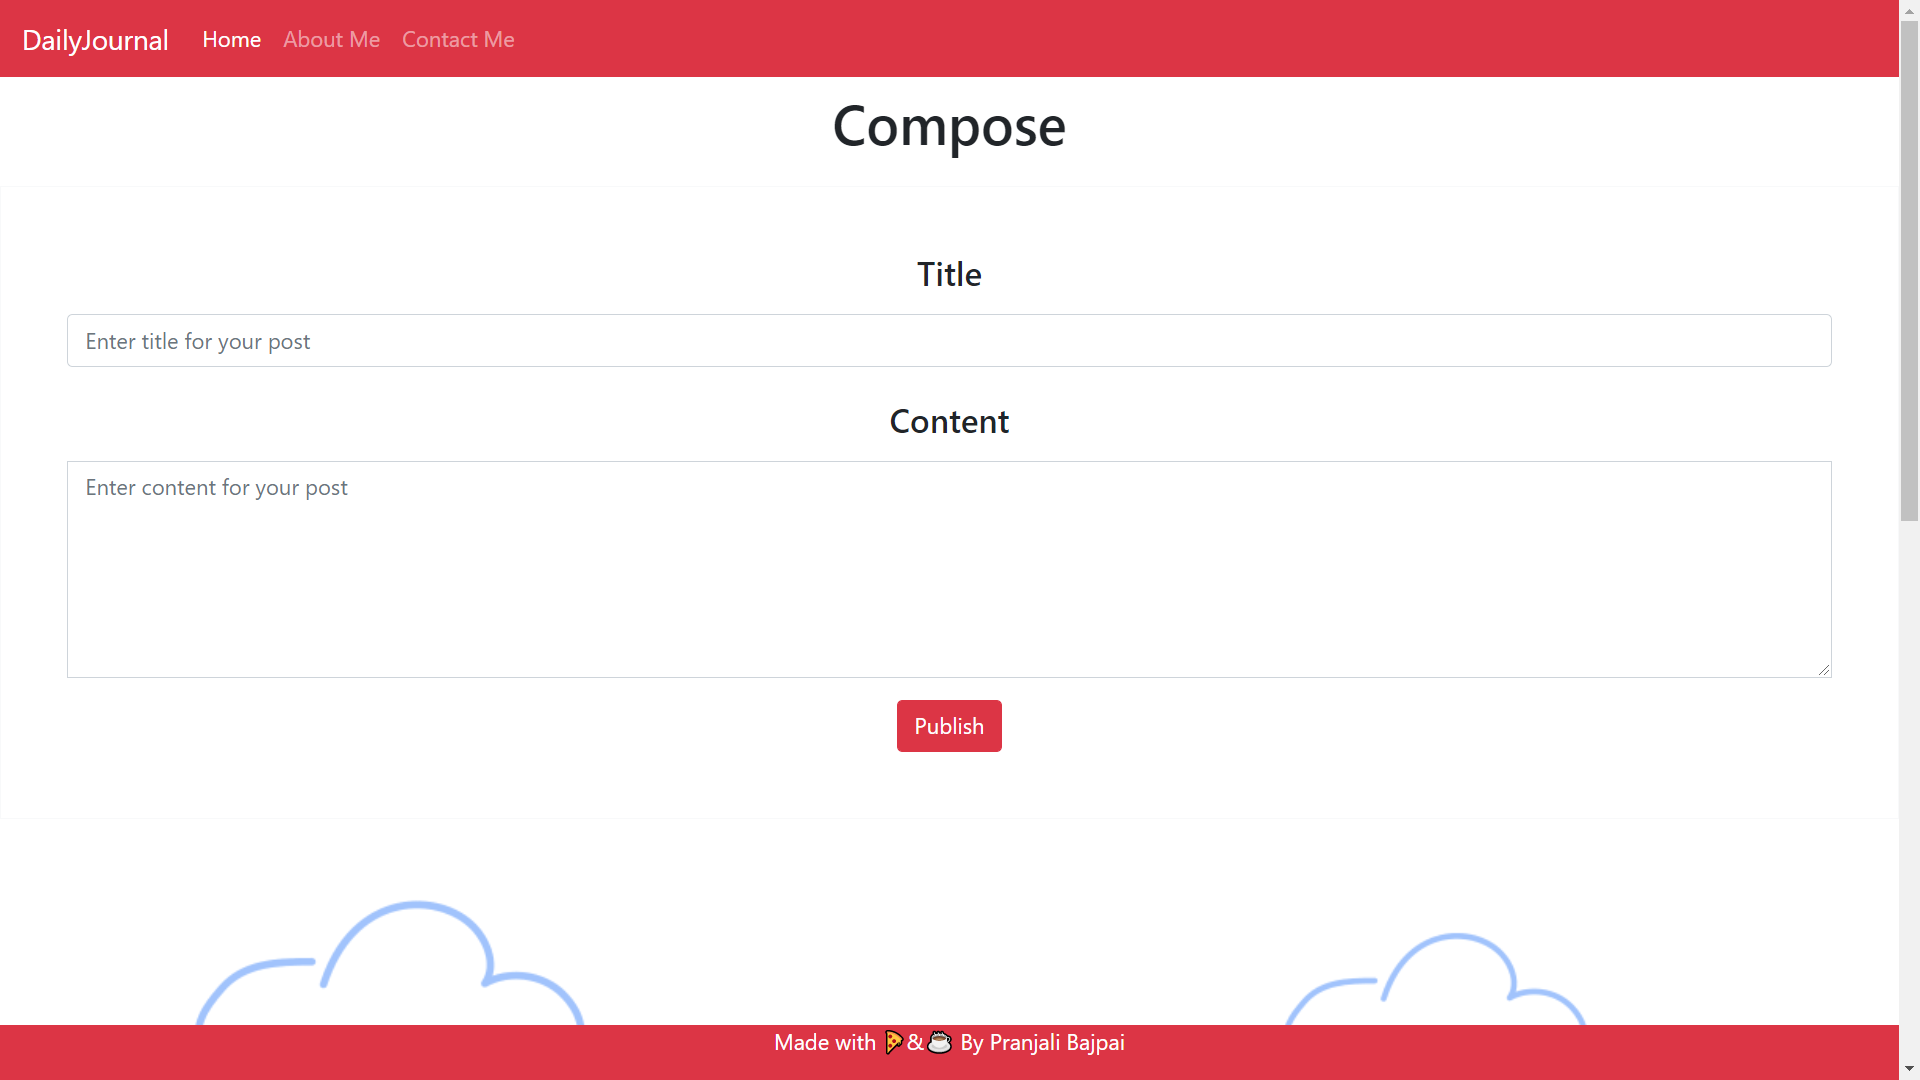 DailyJournal Home About Me Contact Me
Compose
Title
Enter title for your post
Content
Enter content for your post
Publish
Made with 🍕&☕ By Pranjali Bajpai